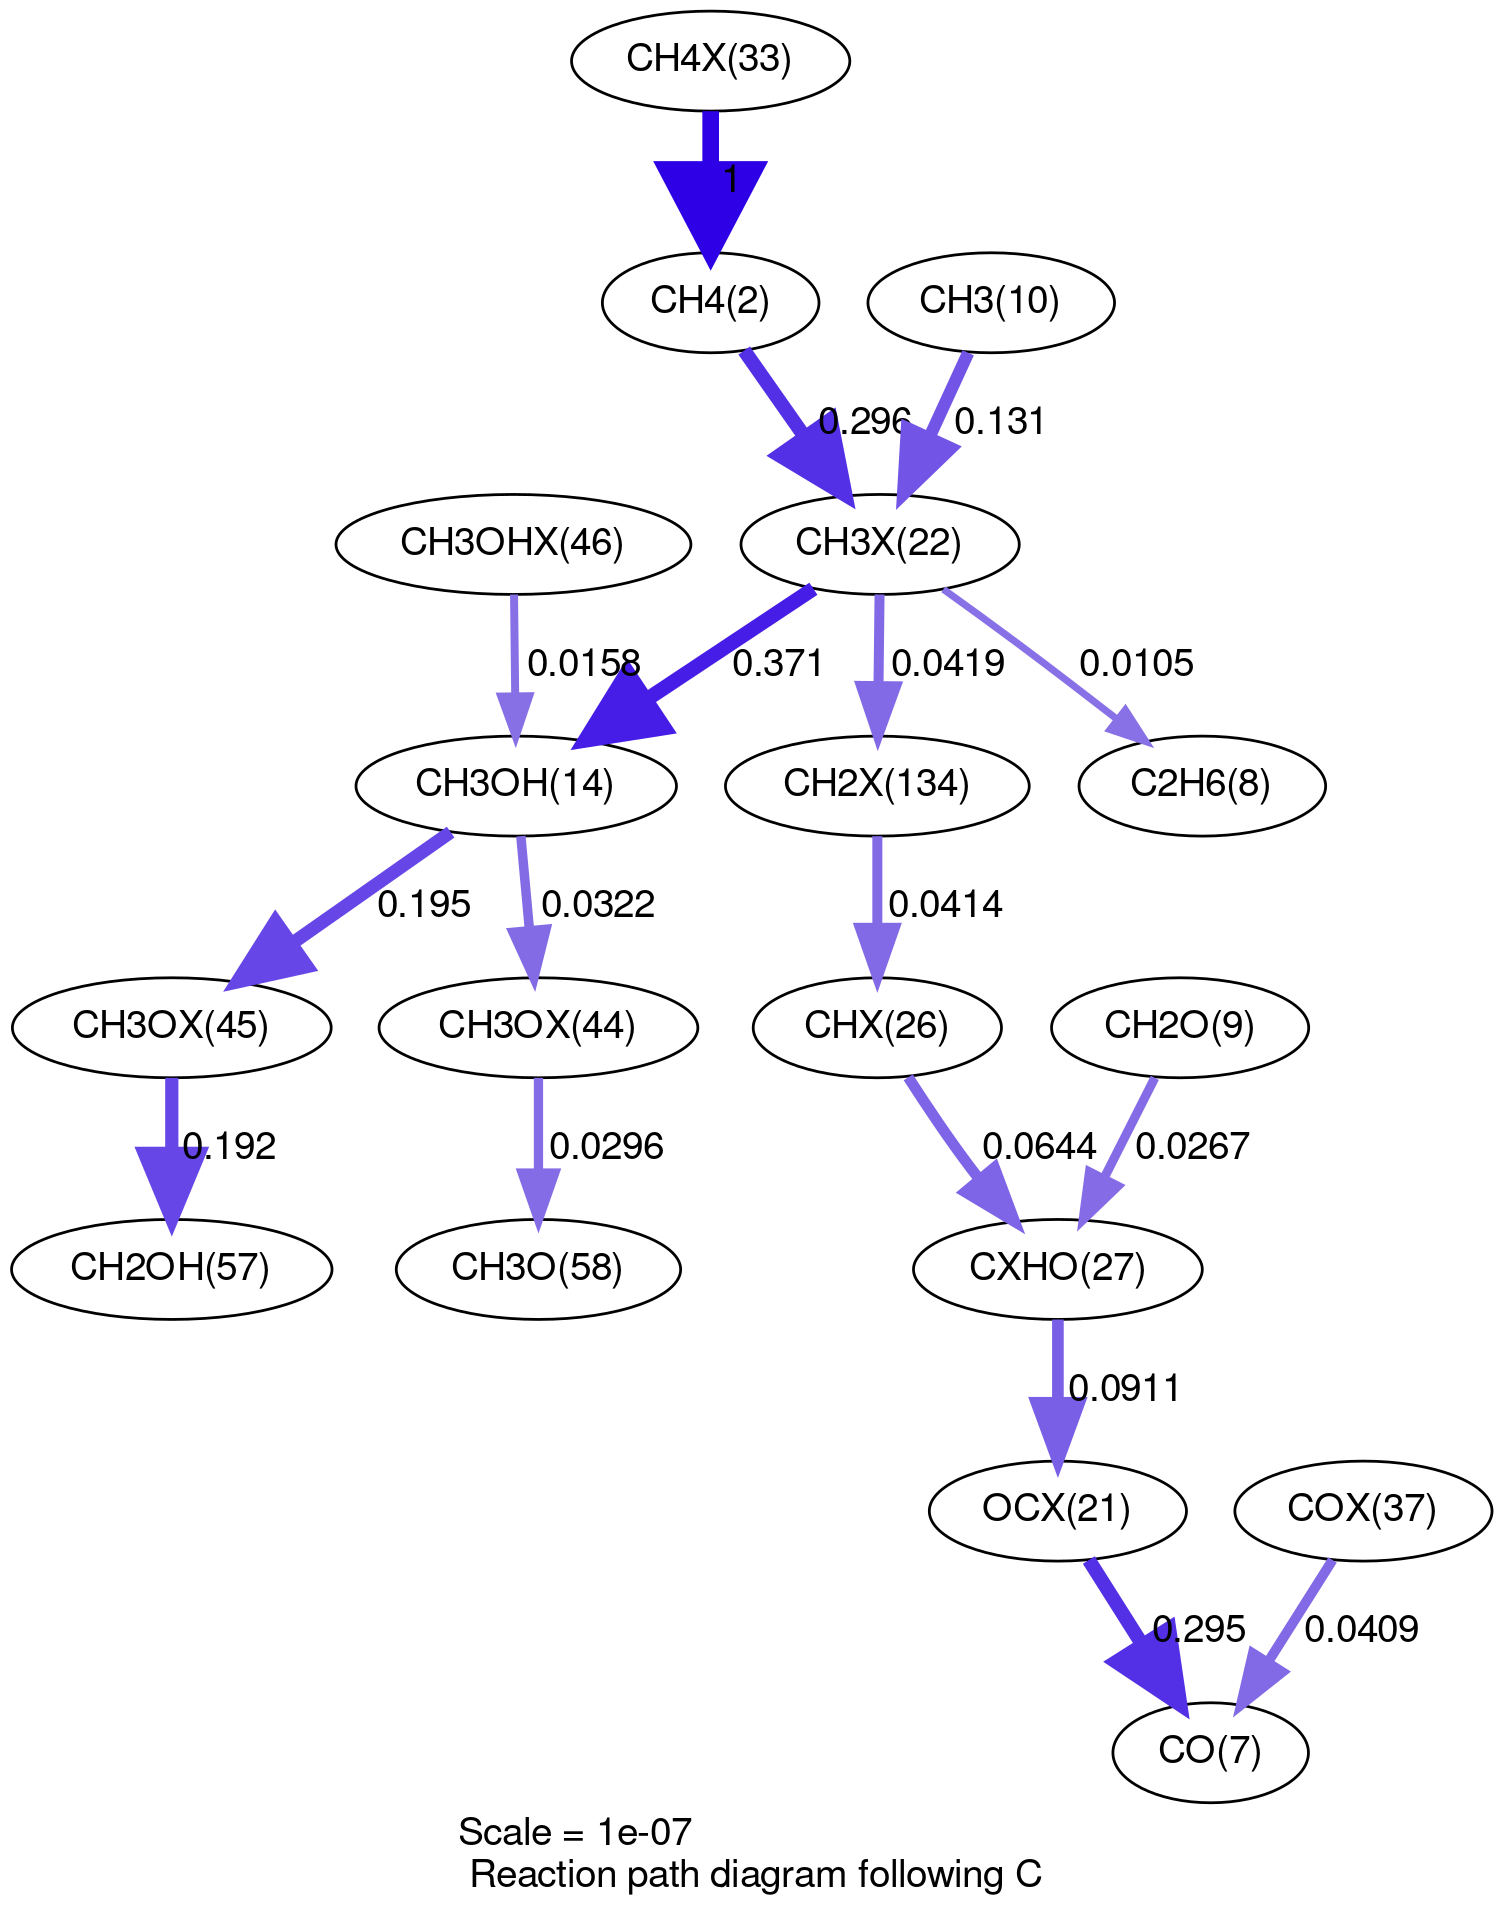 CH4X(33)
1
CH4(2)
CH3(10)
0.296
0.131
CH3OHX(46)
CH3X(22)
0.0158
0.371
0.0419
0.0105
CH3OH(14)
CH2X(134)
C2H6(8)
0.195
0.0322
0.0414
CH3OX(45)
CH3OX(44)
CHX(26)
CH2O(9)
0.192
0.0296
0.0644
0.0267
CH2OH(57)
CH3O(58)
CXHO(27)
0.0911
OCX(21)
COX(37)
0.295
0.0409
CO(7)
Scale = 1e-07
Reaction path diagram following C